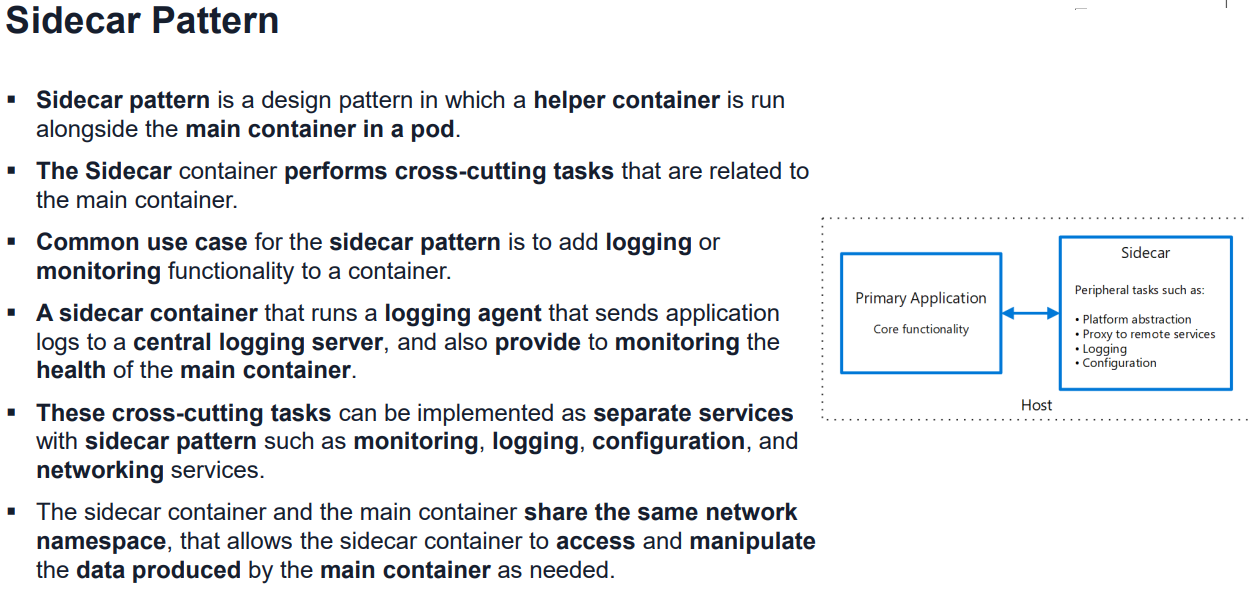 Sidecar Pattern
▪ Sidecar pattern is a design pattern in which a helper container is run
alongside the main container in a pod.
▪ The Sidecar container performs cross-cutting tasks that are related to
the main container.
▪ Common use case for the sidecar pattern is to add logging or
monitoring functionality to a container.
▪ A sidecar container that runs a logging agent that sends application
logs to a central logging server, and also provide to monitoring the
health of the main container.
▪ These cross-cutting tasks can be implemented as separate services
with sidecar pattern such as monitoring, logging, configuration, and
networking services.
▪ The sidecar container and the main container share the same network
namespace, that allows the sidecar container to access and manipulate
the data produced by the main container as needed.
Primary Application
Core functionality
Sidecar
Peripheral tasks such as:
• Platform abstraction
• Proxy to remote services
• Logging
• Configuration
Host